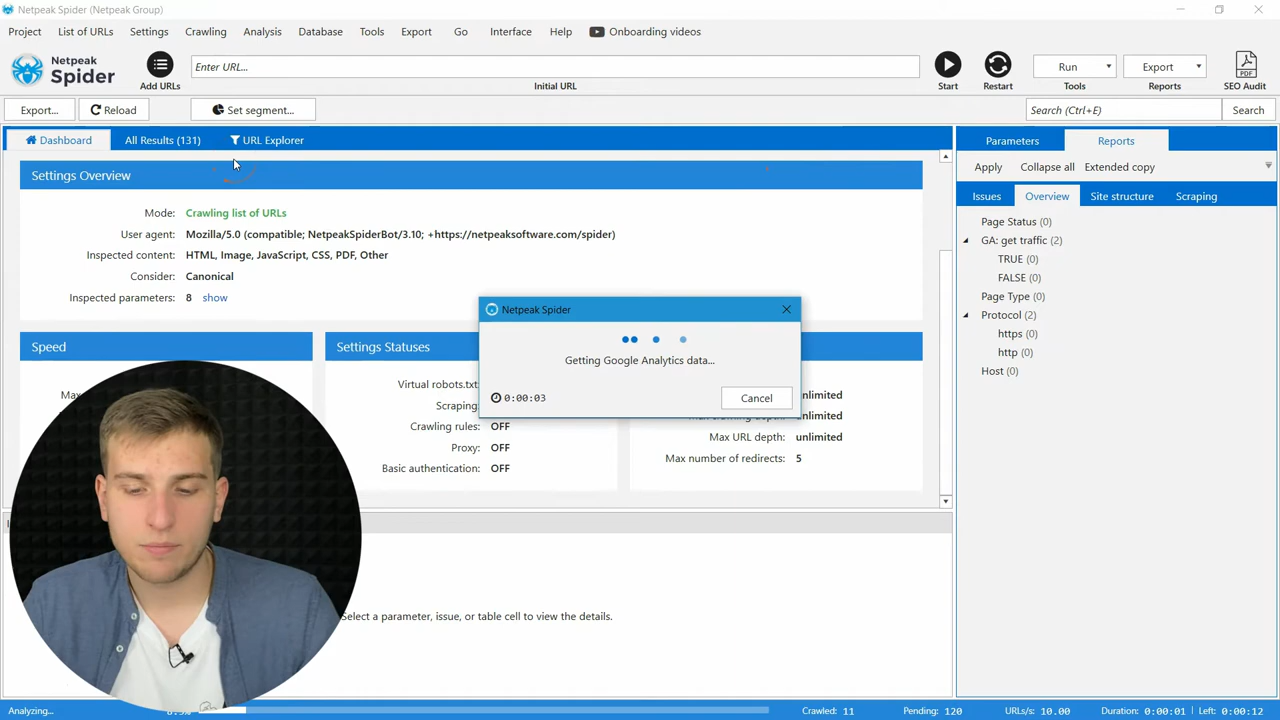 Netpeak Spider (Netpeak Group)
Project List of URLs Settings Crawling Analysis Database Tools Export Go Interface Help Onboarding videos
Netpeak Spider
Add URLs
Enter URL...
Initial URL
Start
Restart
Run
Tools
Export
Reports
PDF
SEO Audit
Export... Reload Set segment... Search (Ctrl+E) Search
Dashboard All Results (131) URL Explorer
Settings Overview
Mode: Crawling list of URLs
User agent: Mozilla/5.0 (compatible; NetpeakSpiderBot/3.10; +https://netpeaksoftware.com/spider)
Inspected content: HTML, Image, JavaScript, CSS, PDF, Other
Consider: Canonical
Inspected parameters: 8 show
Speed
Settings Statuses
Virtual robots.txt:
Crawling rules: OFF
Proxy: OFF
Basic authentication: OFF
unlimited
unlimited
Max URL depth: unlimited
Max number of redirects: 5
Netpeak Spider
Getting Google Analytics data...
0:00:03
Cancel
Select a parameter, issue, or table cell to view the details.
Parameters Reports
Apply Collapse all Extended copy
Issues Overview Site structure Scraping
Page Status (0)
GA: get traffic (2)
TRUE (0)
FALSE (0)
Page Type (0)
Protocol (2)
https (0)
http (0)
Host (0)
Analyzing...
Crawled: 11 Pending: 120 URLs/s: 10.00 Duration: 0:00:01 Left: 0:00:12